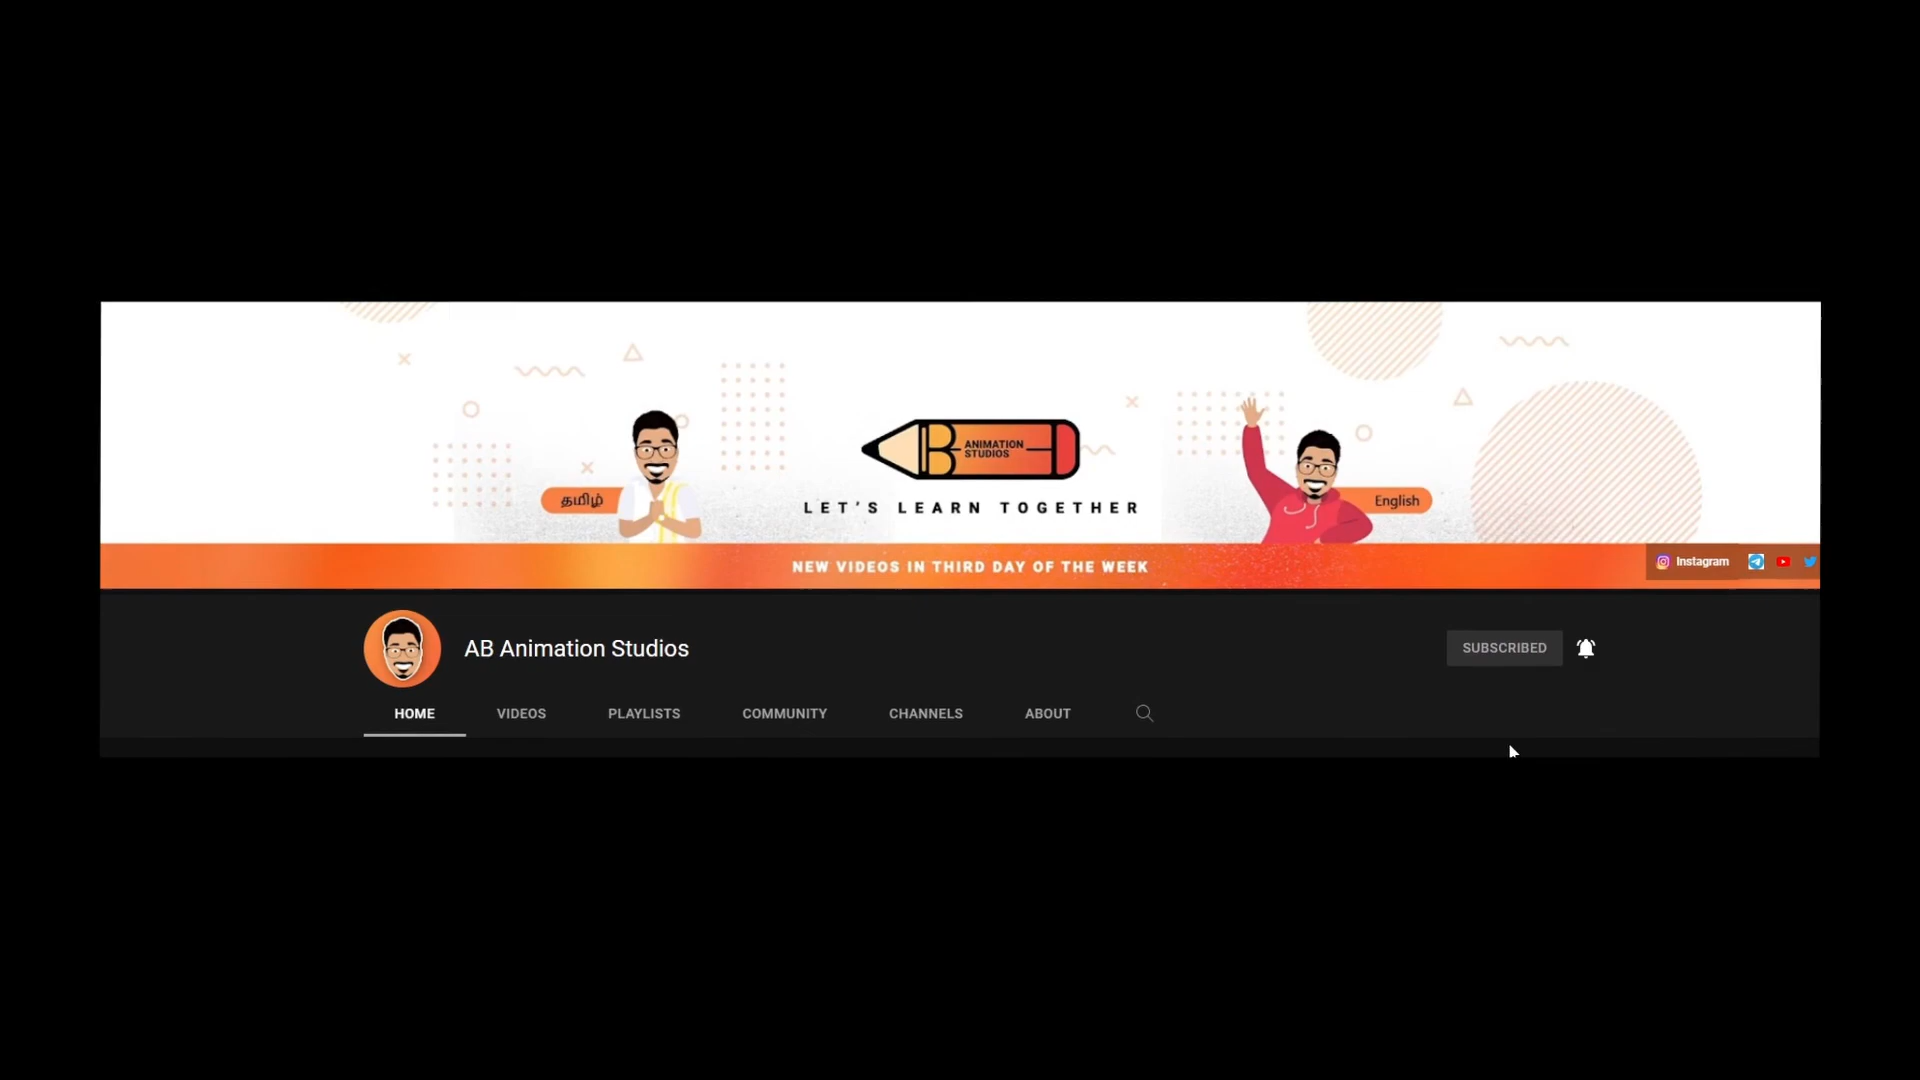 ANIMATION
STUDIOS
தமிழ்
LET'S LEARN TOGETHER
English
NEW VIDEOS IN THIRD DAY OF THE WEEK
Instagram
AB Animation Studios
SUBSCRIBED
HOME VIDEOS PLAYLISTS COMMUNITY CHANNELS ABOUT